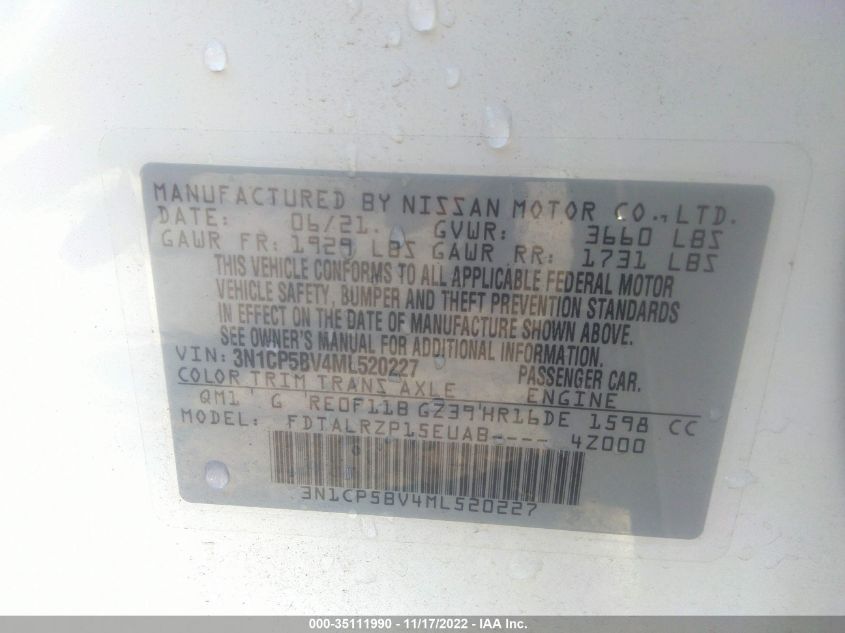 MANUFACTURED BY NISSAN MOTOR CO., LTD.
DATE: 06/21. GVWR: 3660 LBS
GAWR FR: 1929 LBS GAWR RR: 1731 LBS
THIS VEHICLE CONFORMS TO ALL APPLICABLE FEDERAL MOTOR
VEHICLE SAFETY, BUMPER AND THEFT PREVENTION STANDARDS
IN EFFECT ON THE DATE OF MANUFACTURE SHOWN ABOVE.
SEE OWNER'S MANUAL FOR ADDITIONAL INFORMATION.
VIN: 3N1CP5BV4ML520227 PASSENGER CAR.
COLOR TRIM TRANS AXLE ENGINE
QM1 G RE0F11B GZ39 HR16DE 1598 CC
MODEL: FDTALRZP15EUAB---- 4Z000
3N1CP5BV4ML520227
000-35111990 - 11/17/2022 - IAA Inc.